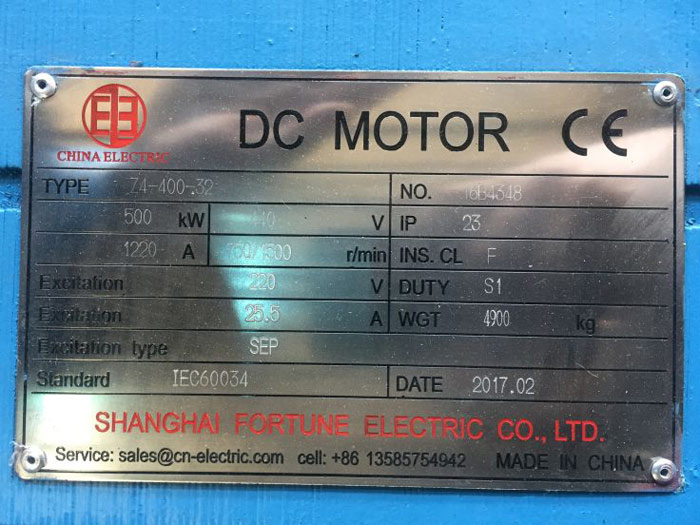 DC MOTOR CE
CHINA ELECTRIC
TYPE Z4-400-32 NO. 16B4348
500 kW 440 V IP 23
1220 A /1500 r/min INS. CL F
Excitation 220 V DUTY S1
Excitation 25.5 A WGT 4900 kg
Excitation type SEP
Standard IEC60034 DATE 2017.02
SHANGHAI FORTUNE ELECTRIC CO., LTD.
Service: sales@cn-electric.com cell: +86 13585754942 MADE IN CHINA